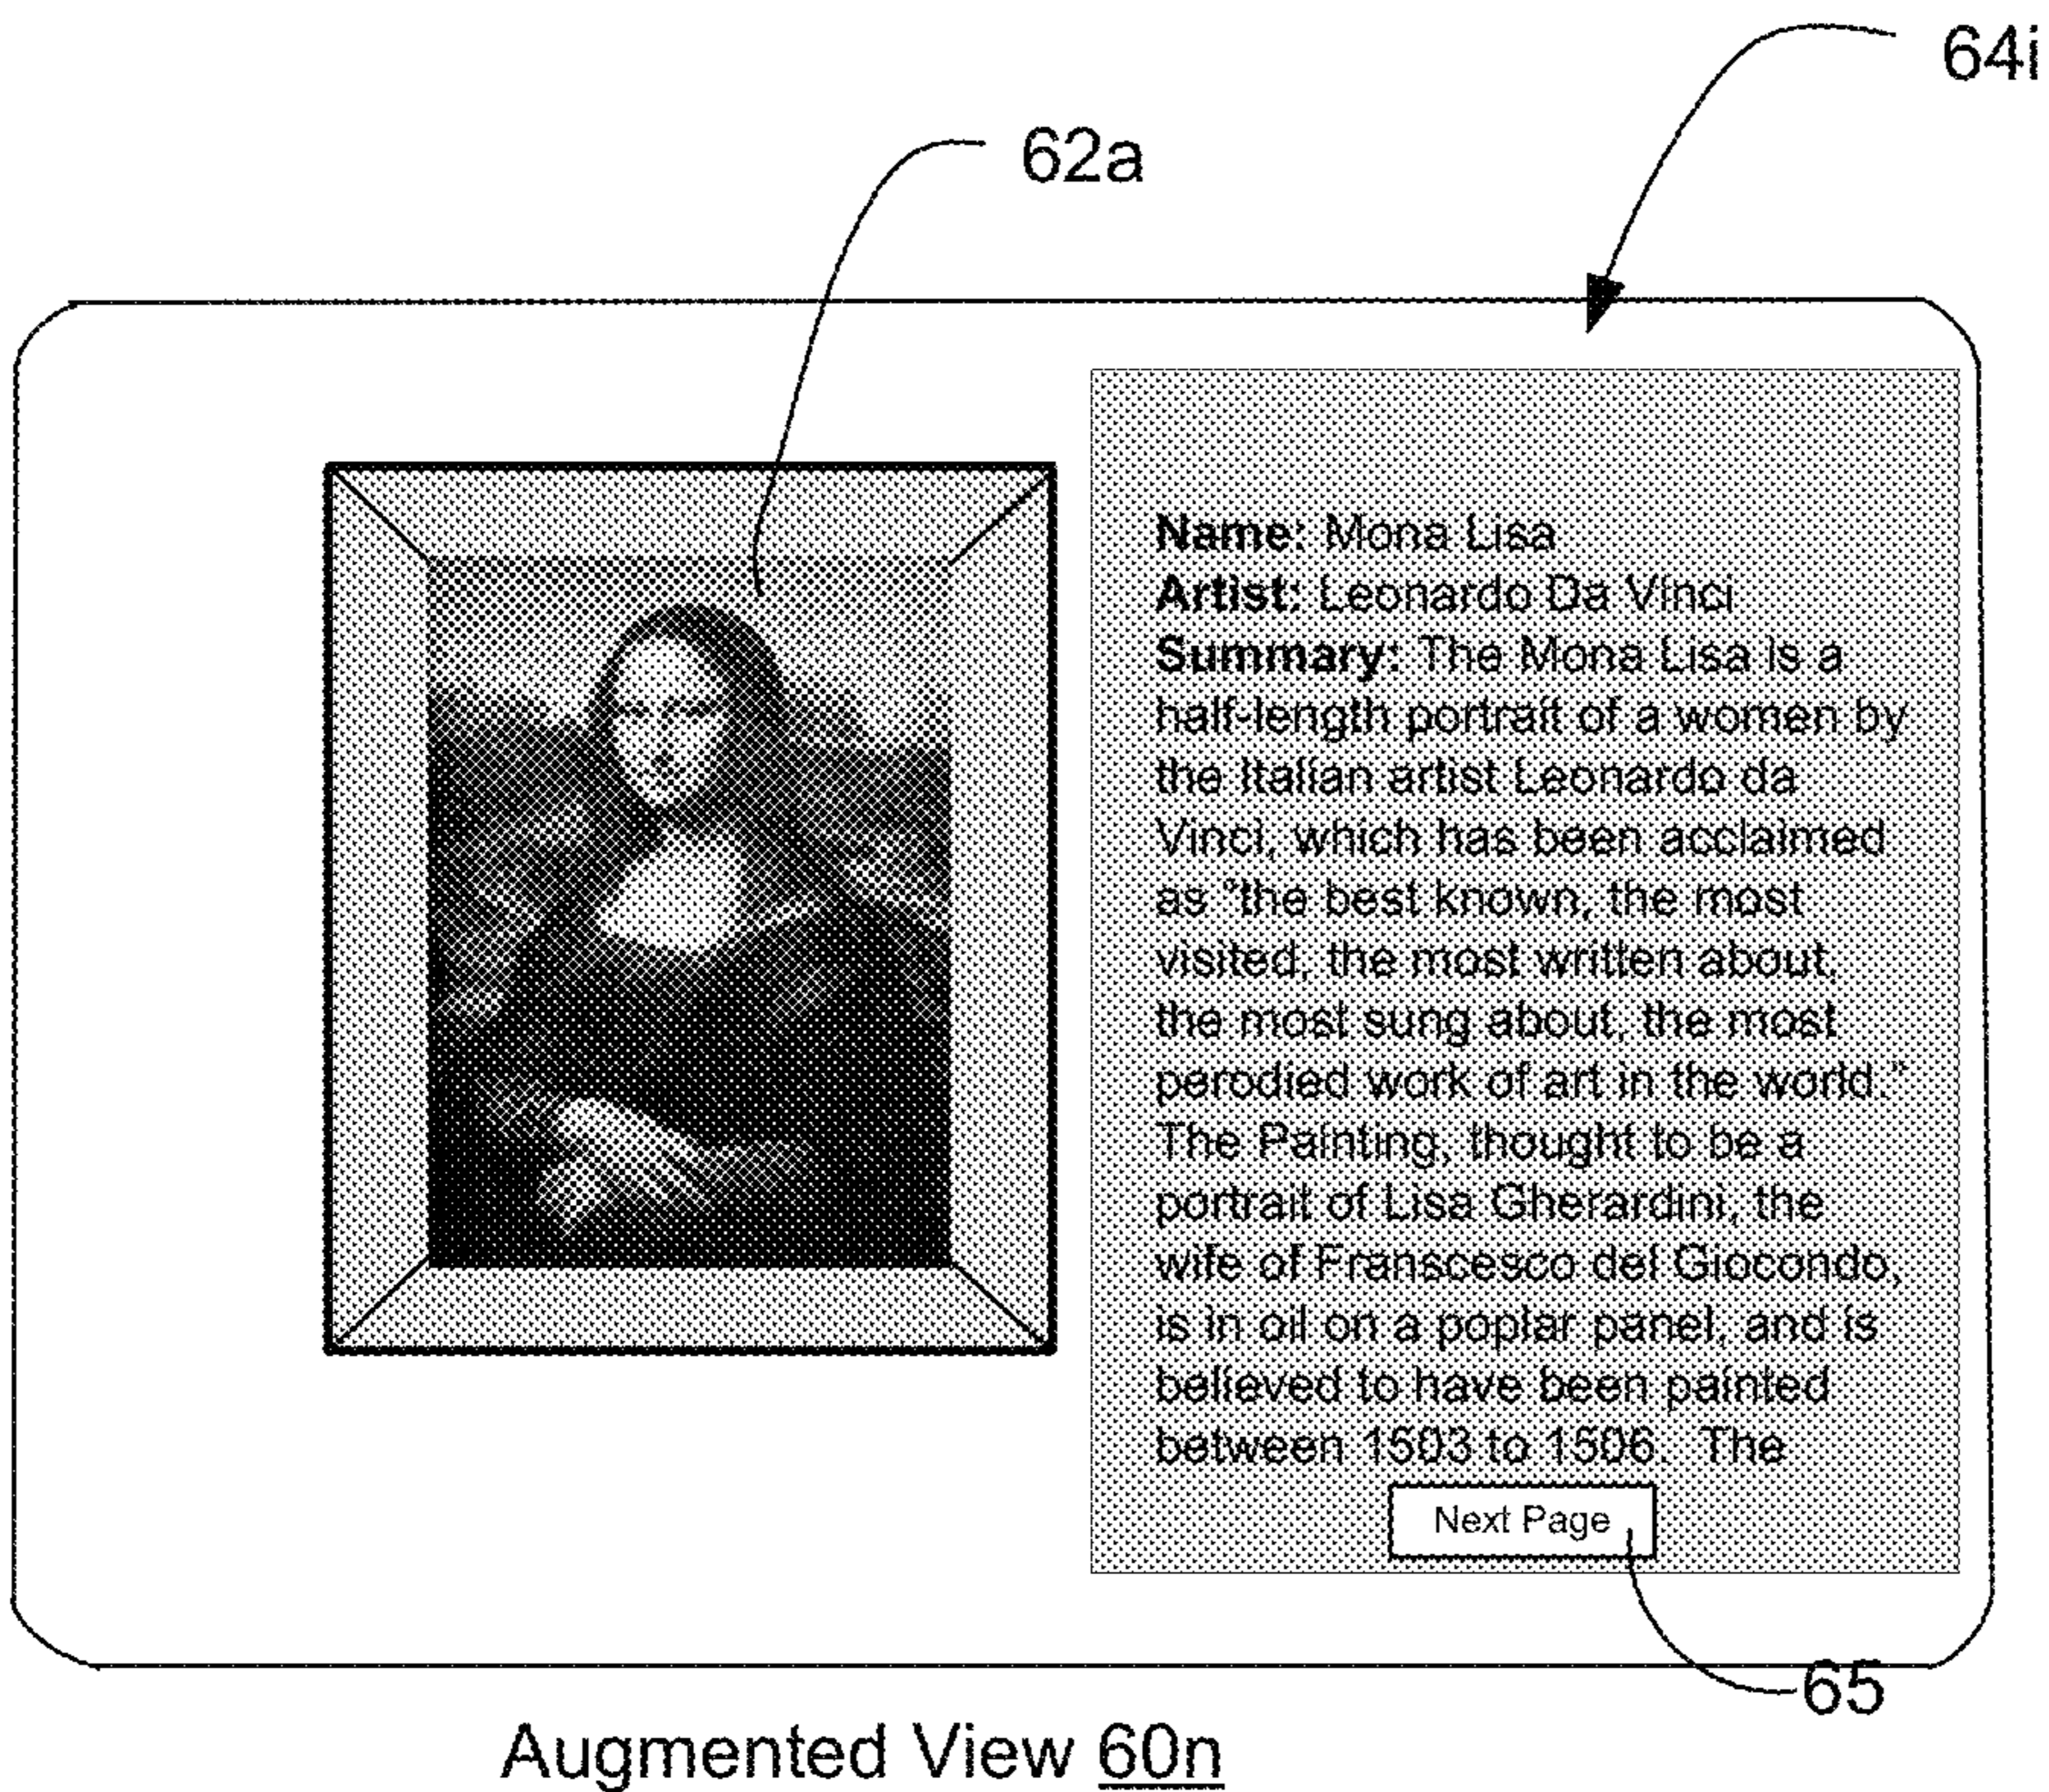 64i
62a
Name: Mona Lisa
Artist: Leonardo Da Vinci
Summary: The Mona Lisa is a
half-length portrait of a women by
the Italian artist Leonardo da
Vinci, which has been acclaimed
as "the best known, the most
visited, the most written about,
the most sung about, the most
perodied work of art in the world."
The Painting, thought to be a
portrait of Lisa Gherardini, the
wife of Franscesco del Giocondo,
is in oil on a poplar panel, and is
believed to have been painted
between 1503 to 1506. The
Next Page
65
Augmented View 60n